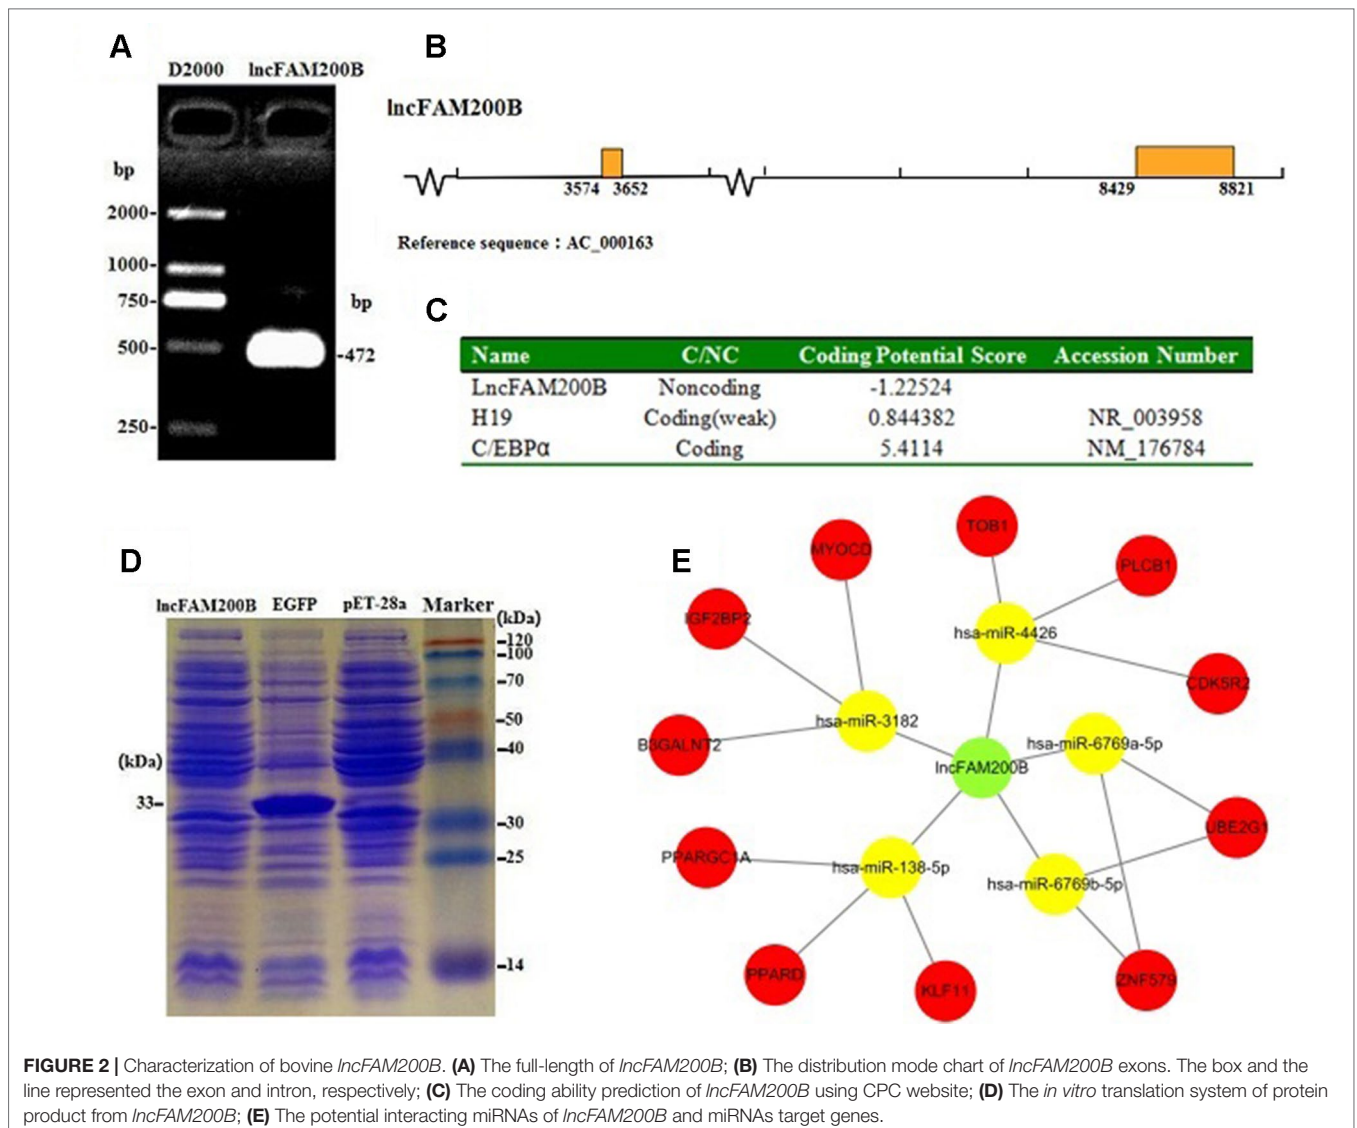 A
D2000 lncFAM200B
bp
2000-
1000-
750-
500-
250-
bp
-472
B
lncFAM200B
3574 3652
8429 8821
Reference sequence : AC_000163
C
Name C/NC Coding Potential Score Accession Number
LncFAM200B Noncoding -1.22524
H19 Coding(weak) 0.844382 NR_003958
C/EBPα Coding 5.4114 NM_176784
D
lncFAM200B EGFP pET-28a Marker
(kDa)
-120
-100
-70
-50
-40
-30
-25
-14
(kDa)
33-
E
TOB1
MYOCD
PLCB1
IGF2BP2
hsa-miR-4426
CDK5R2
hsa-miR-3182
B3GALNT2
hsa-miR-6769a-5p
lncFAM200B
UBE2G1
PPARGC1A
hsa-miR-138-5p
hsa-miR-6769b-5p
PPARD
KLF11
ZNF579
FIGURE 2 | Characterization of bovine lncFAM200B. (A) The full-length of lncFAM200B; (B) The distribution mode chart of lncFAM200B exons. The box and the
line represented the exon and intron, respectively; (C) The coding ability prediction of lncFAM200B using CPC website; (D) The in vitro translation system of protein
product from lncFAM200B; (E) The potential interacting miRNAs of lncFAM200B and miRNAs target genes.